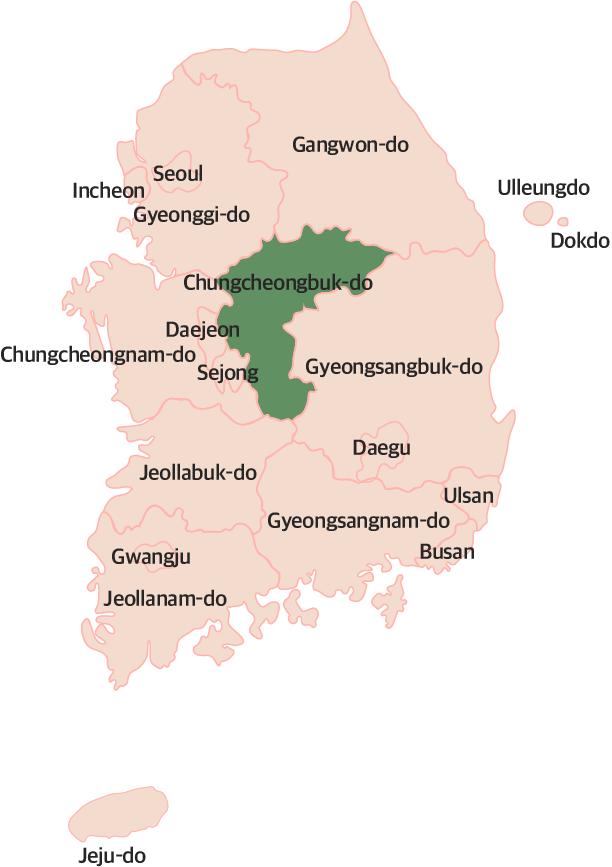 Gangwon-do
Seoul
Incheon
Ulleungdo
Gyeonggi-do
Dokdo
Chungcheongbuk-do
Daejeon
Chungcheongnam-do
Gyeongsangbuk-do
Sejong
Daegu
Jeollabuk-do
Ulsan
Gyeongsangnam-do
Busan
Gwangju
Jeollanam-do
Jeju-do